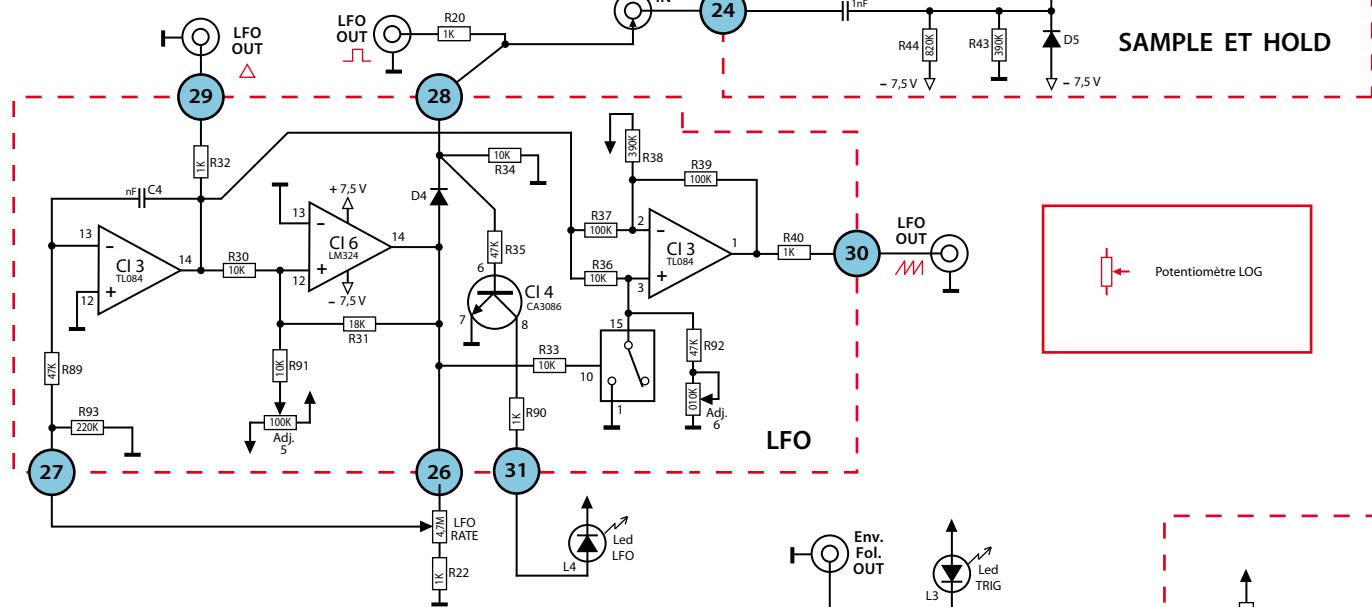 LFO
OUT
LFO
OUT
R20
1K
IN
24
1nF
R44
820K
R43
390K
D5
– 7,5 V
– 7,5 V
SAMPLE ET HOLD
29
28
1K
R32
10K
R34
390K
R38
R39
100K
nF C4
D4
+ 7,5 V
13
–
CI 3
TL084
+
12
14
R30
10K
13
–
CI 6
LM324
+
12
14
– 7,5 V
47K
R35
6
CI 4
CA3086
7
8
R37
100K
R36
10K
2
–
CI 3
TL084
+
3
1
R40
1K
30
LFO
OUT
Potentiomètre LOG
18K
R31
47K
R89
10K
R91
R33
10K
15
10
1
47K
R92
010K
Adj.
6
R93
220K
100K
Adj.
5
1K
R90
LFO
27
26
31
4,7M
LFO
RATE
1K
R22
Led
LFO
L4
Env.
Fol.
OUT
Led
TRIG
L3